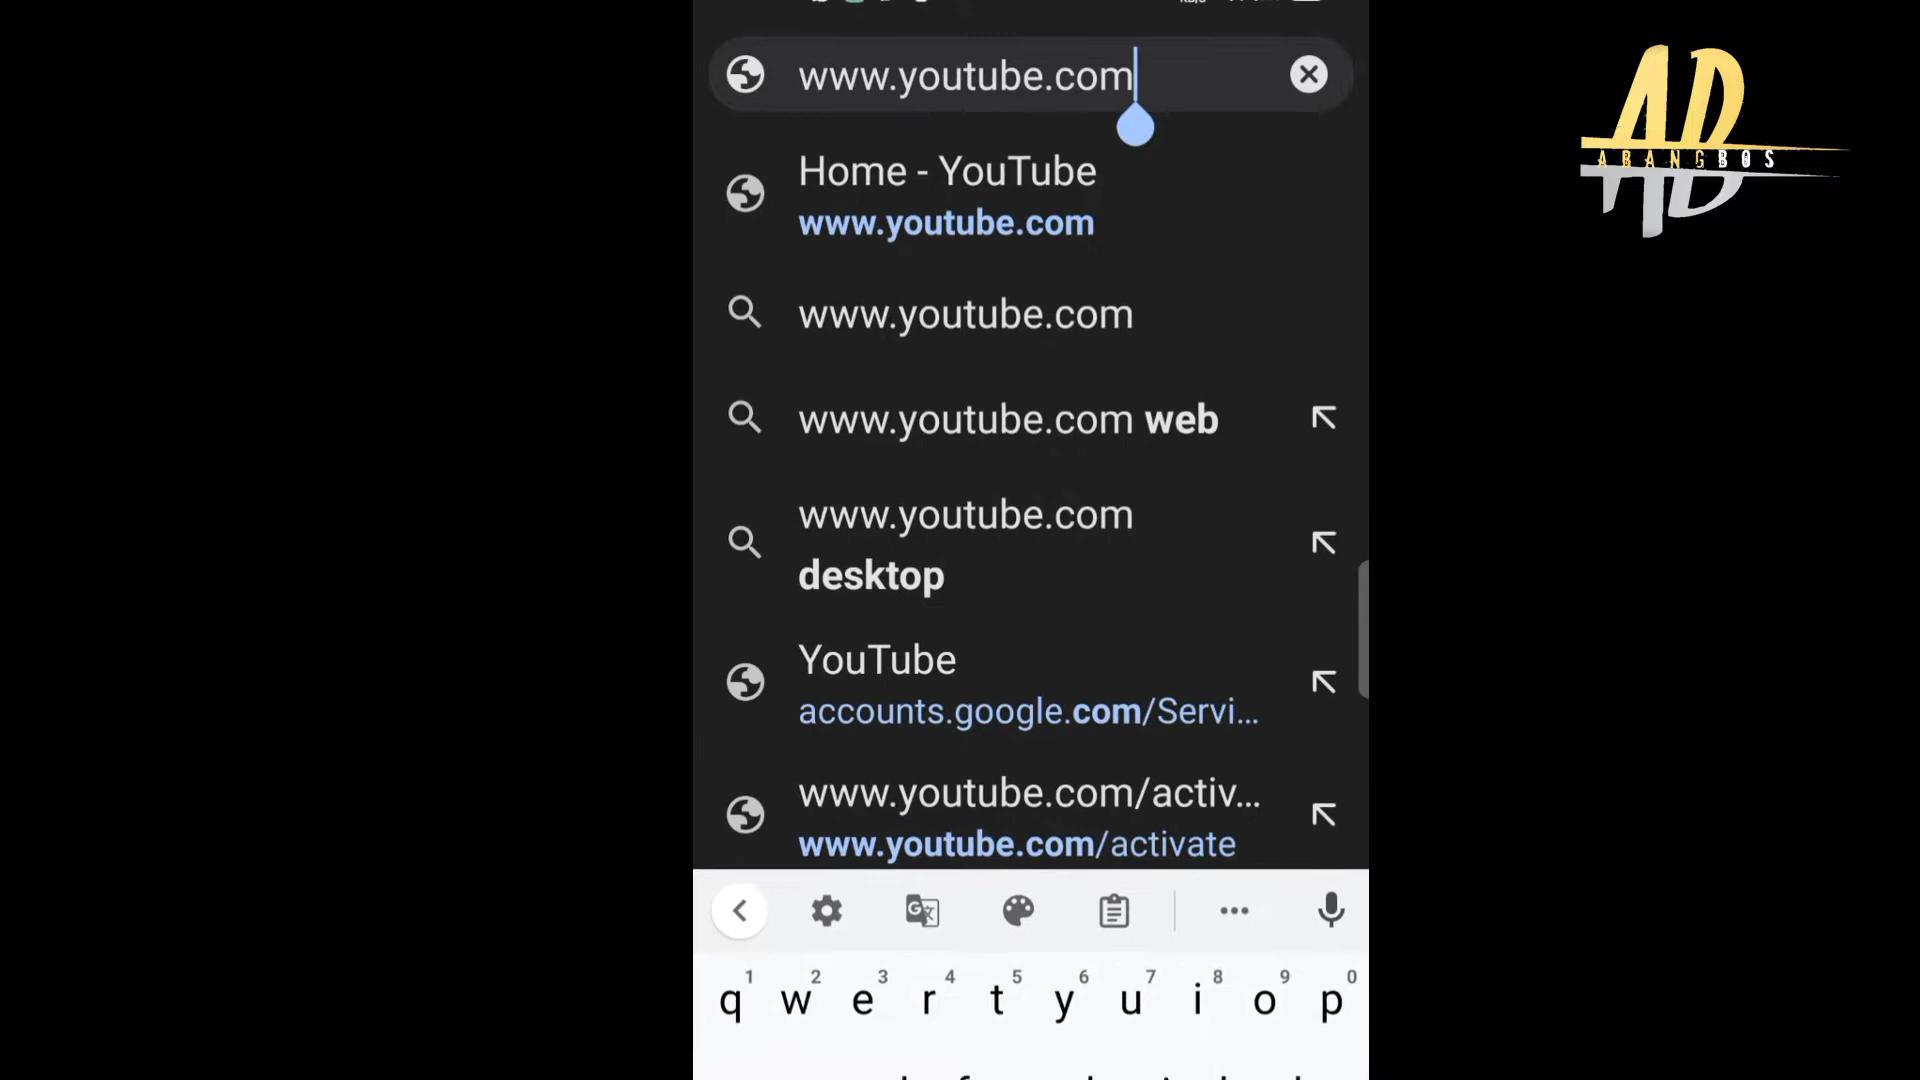 www.youtube.com
Home - YouTube
www.youtube.com
www.youtube.com
www.youtube.com web
www.youtube.com
desktop
YouTube
accounts.google.com/Servi...
www.youtube.com/activ...
www.youtube.com/activate
1 2 3 4 5 6 7 8 9 0
q w e r t y u i o p
AB
ABANGBOS